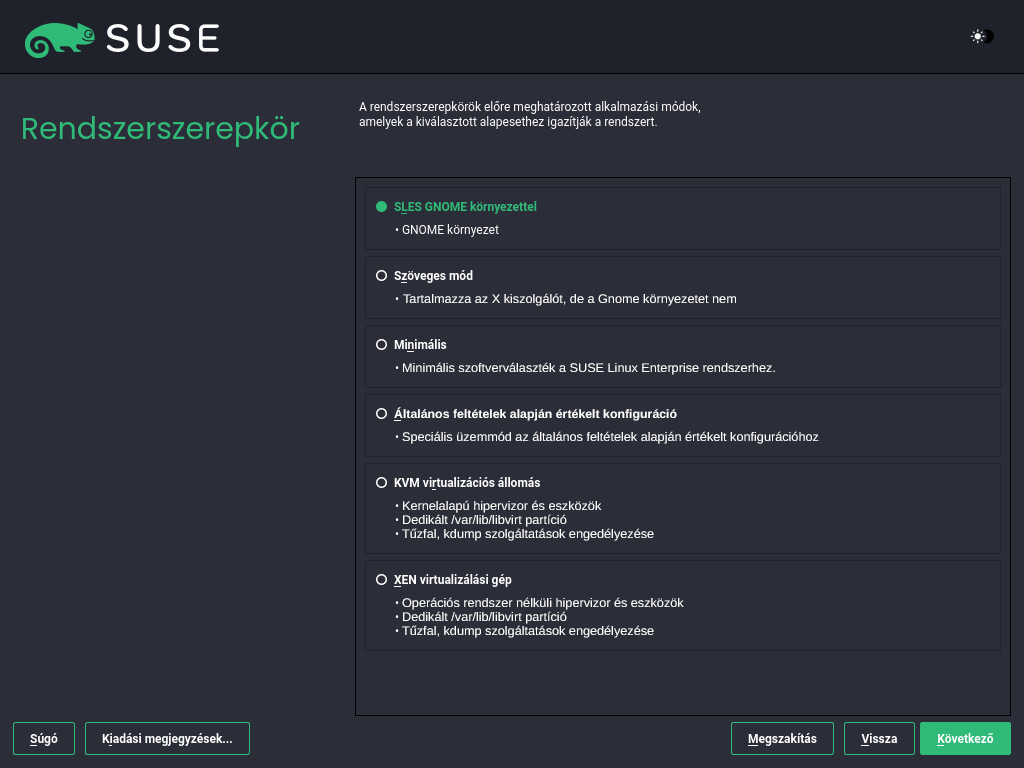 SUSE
Rendszerszerepkör
A rendszerszerepkörök előre meghatározott alkalmazási módok,
amelyek a kiválasztott alapesethez igazítják a rendszert.
SLES GNOME környezettel
• GNOME környezet
Szöveges mód
• Tartalmazza az X kiszolgálót, de a Gnome környezetet nem
Minimális
• Minimális szoftverválaszték a SUSE Linux Enterprise rendszerhez.
Általános feltételek alapján értékelt konfiguráció
• Speciális üzemmód az általános feltételek alapján értékelt konfigurációhoz
KVM virtualizációs állomás
• Kernelalapú hipervizor és eszközök
• Dedikált /var/lib/libvirt partíció
• Tűzfal, kdump szolgáltatások engedélyezése
XEN virtualizálási gép
• Operációs rendszer nélküli hipervizor és eszközök
• Dedikált /var/lib/libvirt partíció
• Tűzfal, kdump szolgáltatások engedélyezése
Súgó
Kiadási megjegyzések...
Megszakítás
Vissza
Következő